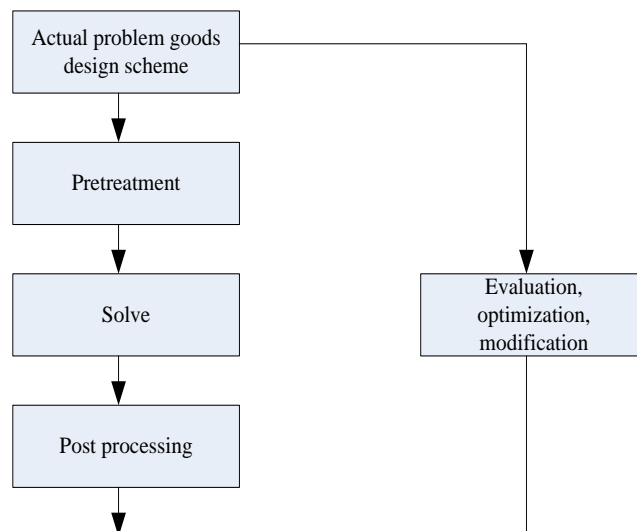 Actual problem goods
design scheme
Pretreatment
Solve
Evaluation,
optimization,
modification
Post processing